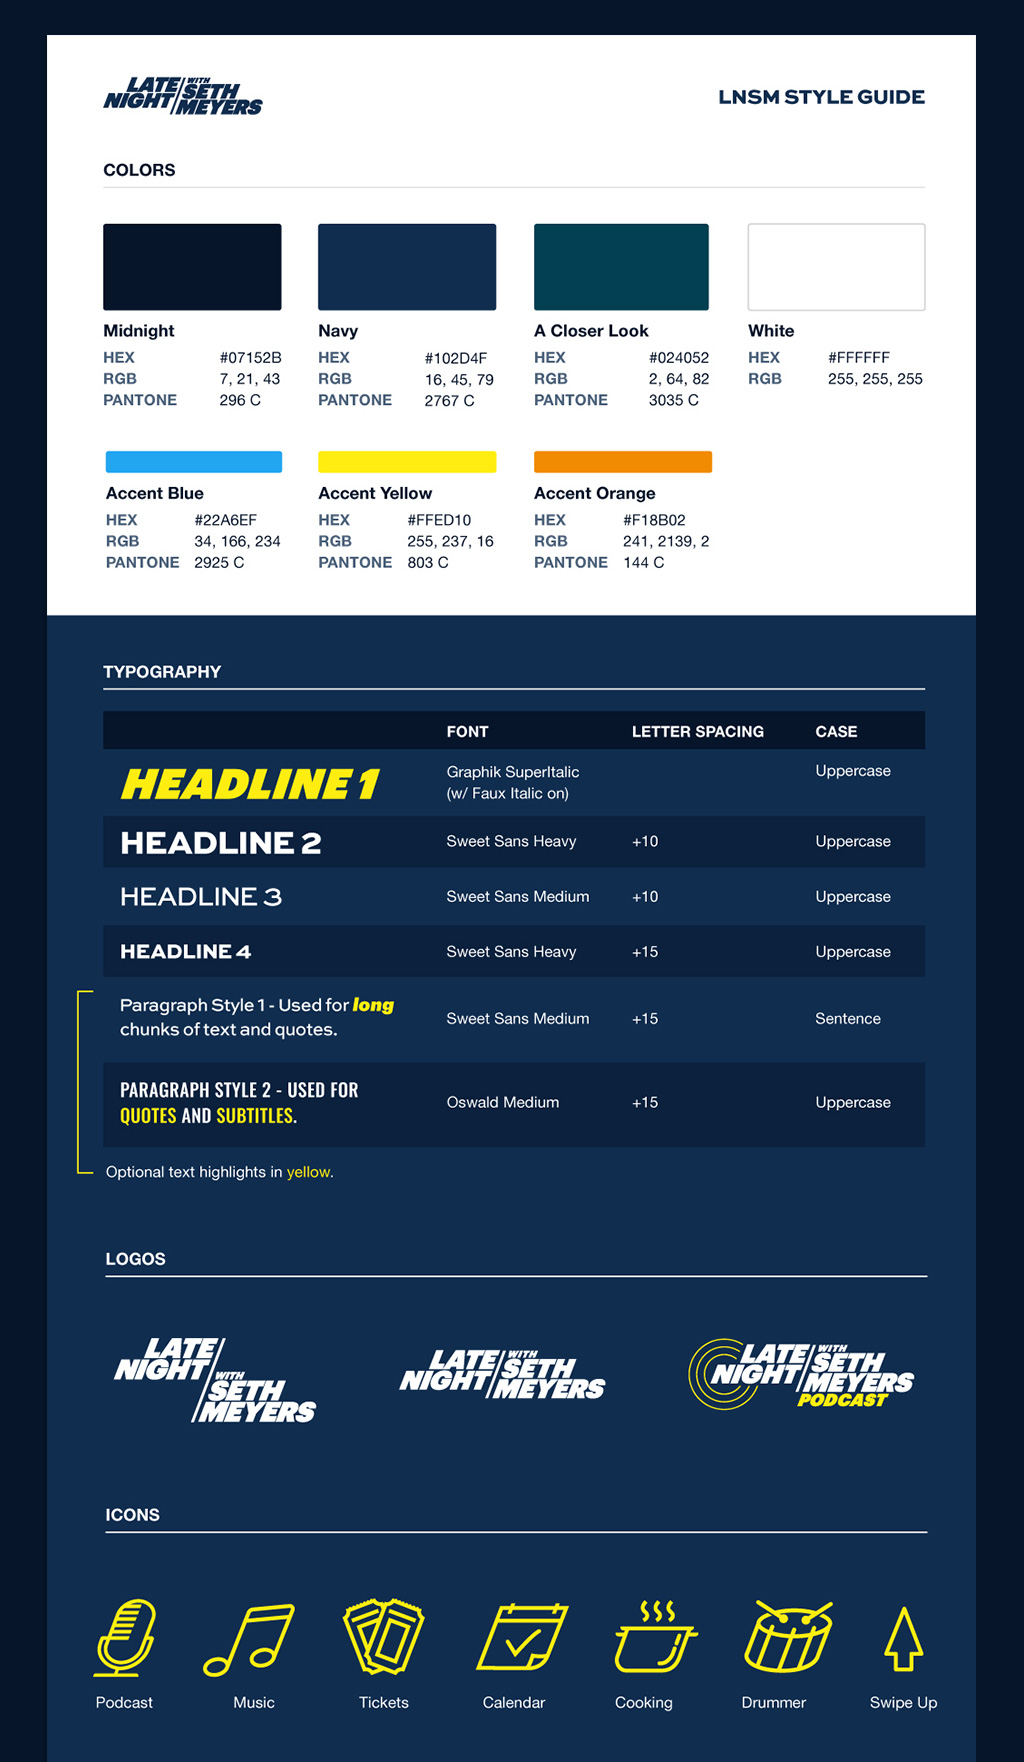 LATE NIGHT WITH SETH MEYERS
LNSM STYLE GUIDE
COLORS
Midnight
HEX #07152B
RGB 7, 21, 43
PANTONE 296 C
Navy
HEX #102D4F
RGB 16, 45, 79
PANTONE 2767 C
A Closer Look
HEX #024052
RGB 2, 64, 82
PANTONE 3035 C
White
HEX #FFFFFF
RGB 255, 255, 255
Accent Blue
HEX #22A6EF
RGB 34, 166, 234
PANTONE 2925 C
Accent Yellow
HEX #FFED10
RGB 255, 237, 16
PANTONE 803 C
Accent Orange
HEX #F18B02
RGB 241, 2139, 2
PANTONE 144 C
TYPOGRAPHY
FONT LETTER SPACING CASE
HEADLINE 1 Graphik SuperItalic Uppercase
(w/ Faux Italic on)
HEADLINE 2 Sweet Sans Heavy +10 Uppercase
HEADLINE 3 Sweet Sans Medium +10 Uppercase
HEADLINE 4 Sweet Sans Heavy +15 Uppercase
Paragraph Style 1 - Used for long
chunks of text and quotes.
Sweet Sans Medium +15 Sentence
PARAGRAPH STYLE 2 - USED FOR
QUOTES AND SUBTITLES.
Oswald Medium +15 Uppercase
Optional text highlights in yellow.
LOGOS
LATE
NIGHT
WITH
SETH
MEYERS
LATE NIGHT WITH SETH MEYERS
LATE NIGHT WITH SETH MEYERS
PODCAST
ICONS
Podcast Music Tickets Calendar Cooking Drummer Swipe Up